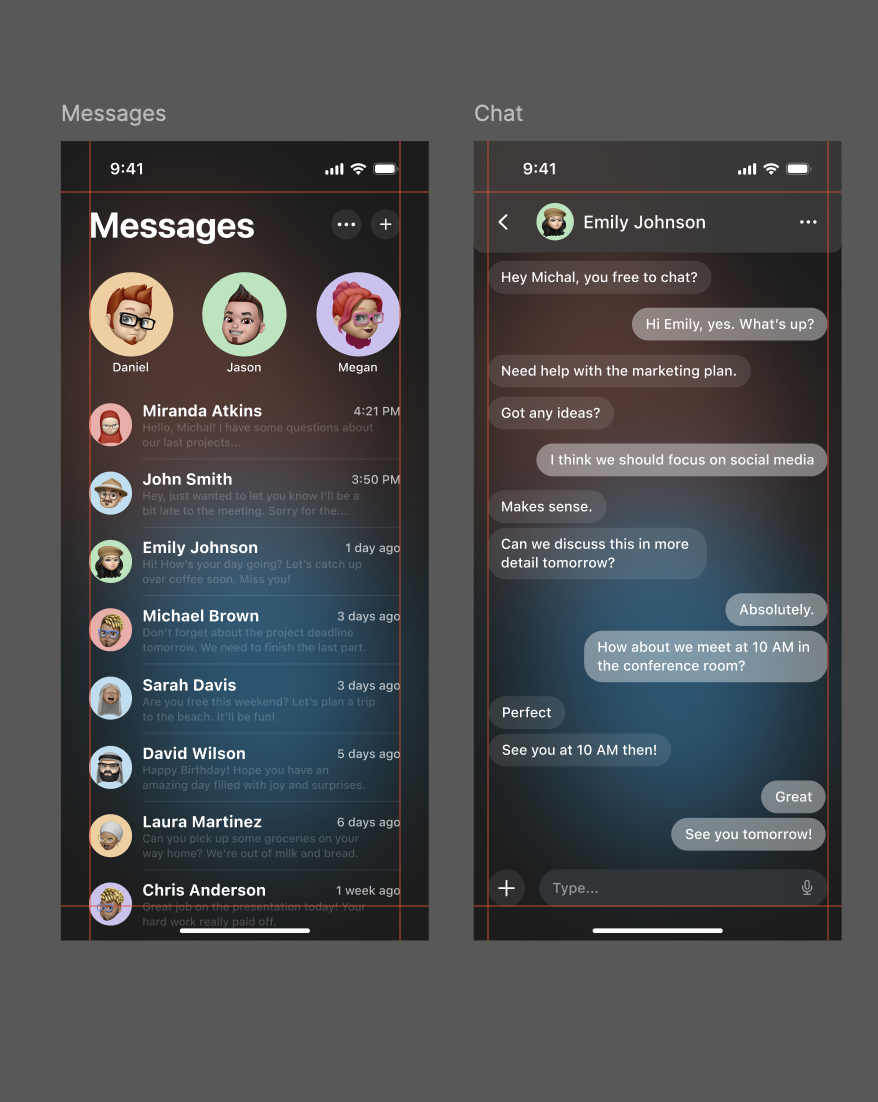 Messages
9:41
Messages
Daniel
Jason
Megan
Miranda Atkins
4:21 PM
Hello, Michal! I have some questions about
our last projects...
John Smith
3:50 PM
Hey, just wanted to let you know I'll be a
bit late to the meeting. Sorry for the...
Emily Johnson
1 day ago
Hi! How's your day going? Let's catch up
over coffee soon. Miss you!
Michael Brown
3 days ago
Don't forget about the project deadline
tomorrow. We need to finish the last part.
Sarah Davis
3 days ago
Are you free this weekend? Let's plan a trip
to the beach. It'll be fun!
David Wilson
5 days ago
Happy Birthday! Hope you have an
amazing day filled with joy and surprises.
Laura Martinez
6 days ago
Can you pick up some groceries on your
way home? We're out of milk and bread.
Chris Anderson
1 week ago
Great job on the presentation today! Your
hard work really paid off.
Chat
9:41
Emily Johnson
Hey Michal, you free to chat?
Hi Emily, yes. What's up?
Need help with the marketing plan.
Got any ideas?
I think we should focus on social media
Makes sense.
Can we discuss this in more
detail tomorrow?
Absolutely.
How about we meet at 10 AM in
the conference room?
Perfect
See you at 10 AM then!
Great
See you tomorrow!
Type...